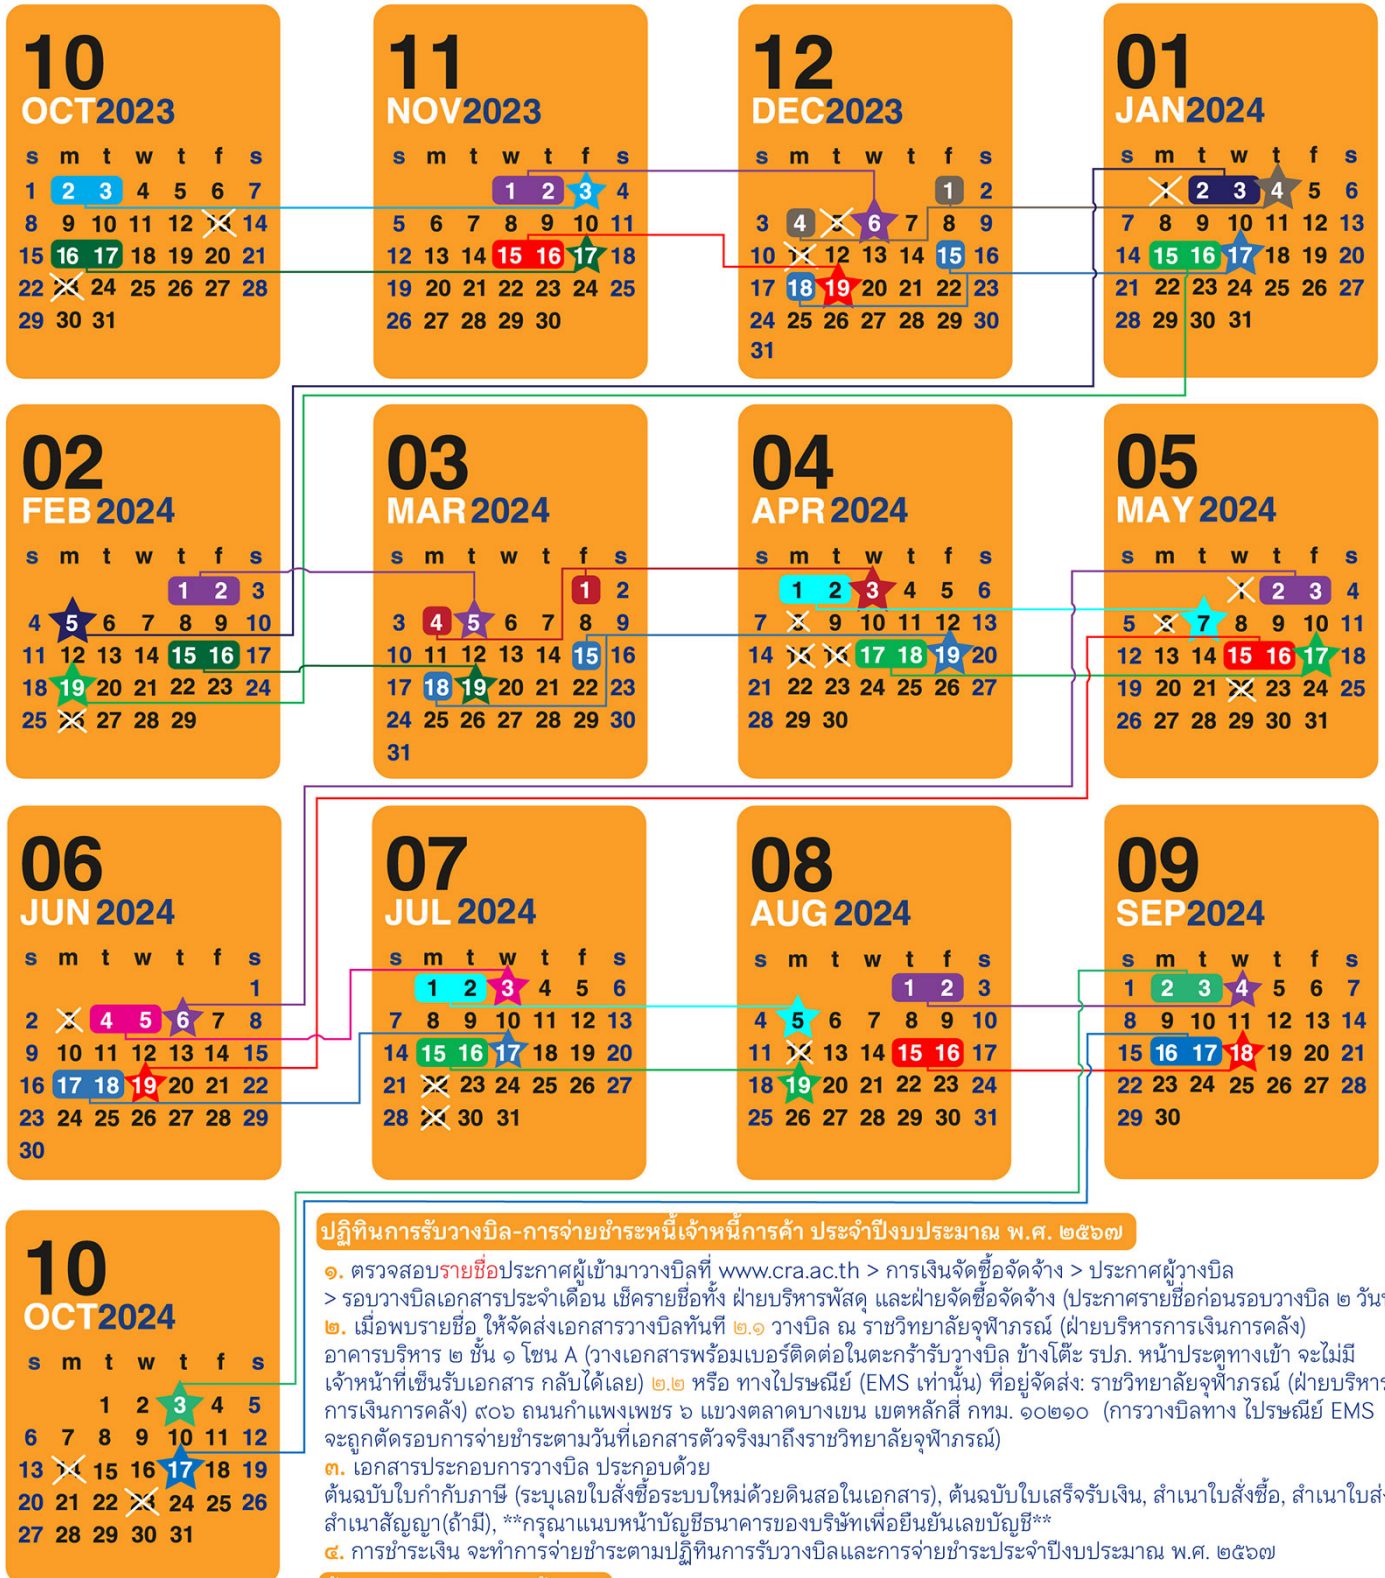 10
OCT2023
s m t w t f s
1 2 3 4 5 6 7
8 9 10 11 12 13 14
15 16 17 18 19 20 21
22 23 24 25 26 27 28
29 30 31
11
NOV2023
s m t w t f s
1 2 3 4
5 6 7 8 9 10 11
12 13 14 15 16 17 18
19 20 21 22 23 24 25
26 27 28 29 30
12
DEC2023
s m t w t f s
1 2
3 4 5 6 7 8 9
10 11 12 13 14 15 16
17 18 19 20 21 22 23
24 25 26 27 28 29 30
31
01
JAN2024
s m t w t f s
1 2 3 4 5 6
7 8 9 10 11 12 13
14 15 16 17 18 19 20
21 22 23 24 25 26 27
28 29 30 31
02
FEB 2024
s m t w t f s
1 2 3
4 5 6 7 8 9 10
11 12 13 14 15 16 17
18 19 20 21 22 23 24
25 26 27 28 29
03
MAR 2024
s m t w t f s
1 2
3 4 5 6 7 8 9
10 11 12 13 14 15 16
17 18 19 20 21 22 23
24 25 26 27 28 29 30
31
04
APR 2024
s m t w t f s
1 2 3 4 5 6
7 8 9 10 11 12 13
14 15 16 17 18 19 20
21 22 23 24 25 26 27
28 29 30
05
MAY 2024
s m t w t f s
1 2 3 4
5 6 7 8 9 10 11
12 13 14 15 16 17 18
19 20 21 22 23 24 25
26 27 28 29 30 31
06
JUN 2024
s m t w t f s
1
2 3 4 5 6 7 8
9 10 11 12 13 14 15
16 17 18 19 20 21 22
23 24 25 26 27 28 29
30
07
JUL 2024
s m t w t f s
1 2 3 4 5 6
7 8 9 10 11 12 13
14 15 16 17 18 19 20
21 22 23 24 25 26 27
28 29 30 31
08
AUG 2024
s m t w t f s
1 2 3
4 5 6 7 8 9 10
11 12 13 14 15 16 17
18 19 20 21 22 23 24
25 26 27 28 29 30 31
09
SEP2024
s m t w t f s
1 2 3 4 5 6 7
8 9 10 11 12 13 14
15 16 17 18 19 20 21
22 23 24 25 26 27 28
29 30
10
OCT2024
s m t w t f s
1 2 3 4 5
6 7 8 9 10 11 12
13 14 15 16 17 18 19
20 21 22 23 24 25 26
27 28 29 30 31
ปฏิทินการรับวางบิล-การจ่ายชำระหนี้เจ้าหนี้การค้า ประจำปีงบประมาณ พ.ศ. ๒๕๖๗
๑. ตรวจสอบรายชื่อประกาศผู้เข้ามาวางบิลที่ www.cra.ac.th > การเงินจัดซื้อจัดจ้าง > ประกาศผู้วางบิล
> รอบวางบิลเอกสารประจำเดือน เช็ครายชื่อทั้ง ฝ่ายบริหารพัสดุ และฝ่ายจัดซื้อจัดจ้าง (ประกาศรายชื่อก่อนรอบวางบิล ๒ วัน
๒. เมื่อพบรายชื่อ ให้จัดส่งเอกสารวางบิลทันที ๒.๑ วางบิล ณ ราชวิทยาลัยจุฬาภรณ์ (ฝ่ายบริหารการเงินการคลัง)
อาคารบริหาร ๒ ชั้น ๑ โซน A (วางเอกสารพร้อมเบอร์ติดต่อในตะกร้ารับวางบิล ข้างโต๊ะ รปภ. หน้าประตูทางเข้า จะไม่มี
เจ้าหน้าที่เซ็นรับเอกสาร กลับได้เลย) ๒.๒ หรือ ทางไปรษณีย์ (EMS เท่านั้น) ที่อยู่จัดส่ง: ราชวิทยาลัยจุฬาภรณ์ (ฝ่ายบริหาร
การเงินการคลัง) ๙๐๖ ถนนกำแพงเพชร ๖ แขวงตลาดบางเขน เขตหลักสี่ กทม. ๑๐๒๑๐ (การวางบิลทาง ไปรษณีย์ EMS
จะถูกตัดรอบการจ่ายชำระตามวันที่เอกสารตัวจริงมาถึงราชวิทยาลัยจุฬาภรณ์)
๓. เอกสารประกอบการวางบิล ประกอบด้วย
ต้นฉบับใบกำกับภาษี (ระบุเลขใบสั่งซื้อระบบใหม่ด้วยดินสอในเอกสาร), ต้นฉบับใบเสร็จรับเงิน, สำเนาใบสั่งซื้อ, สำเนาใบส่ง
สำเนาสัญญา(ถ้ามี), **กรุณาแนบหน้าบัญชีธนาคารของบริษัทเพื่อยืนยันเลขบัญชี**
๔. การชำระเงิน จะทำการจ่ายชำระตามปฏิทินการรับวางบิลและการจ่ายชำระประจำปีงบประมาณ พ.ศ. ๒๕๖๗